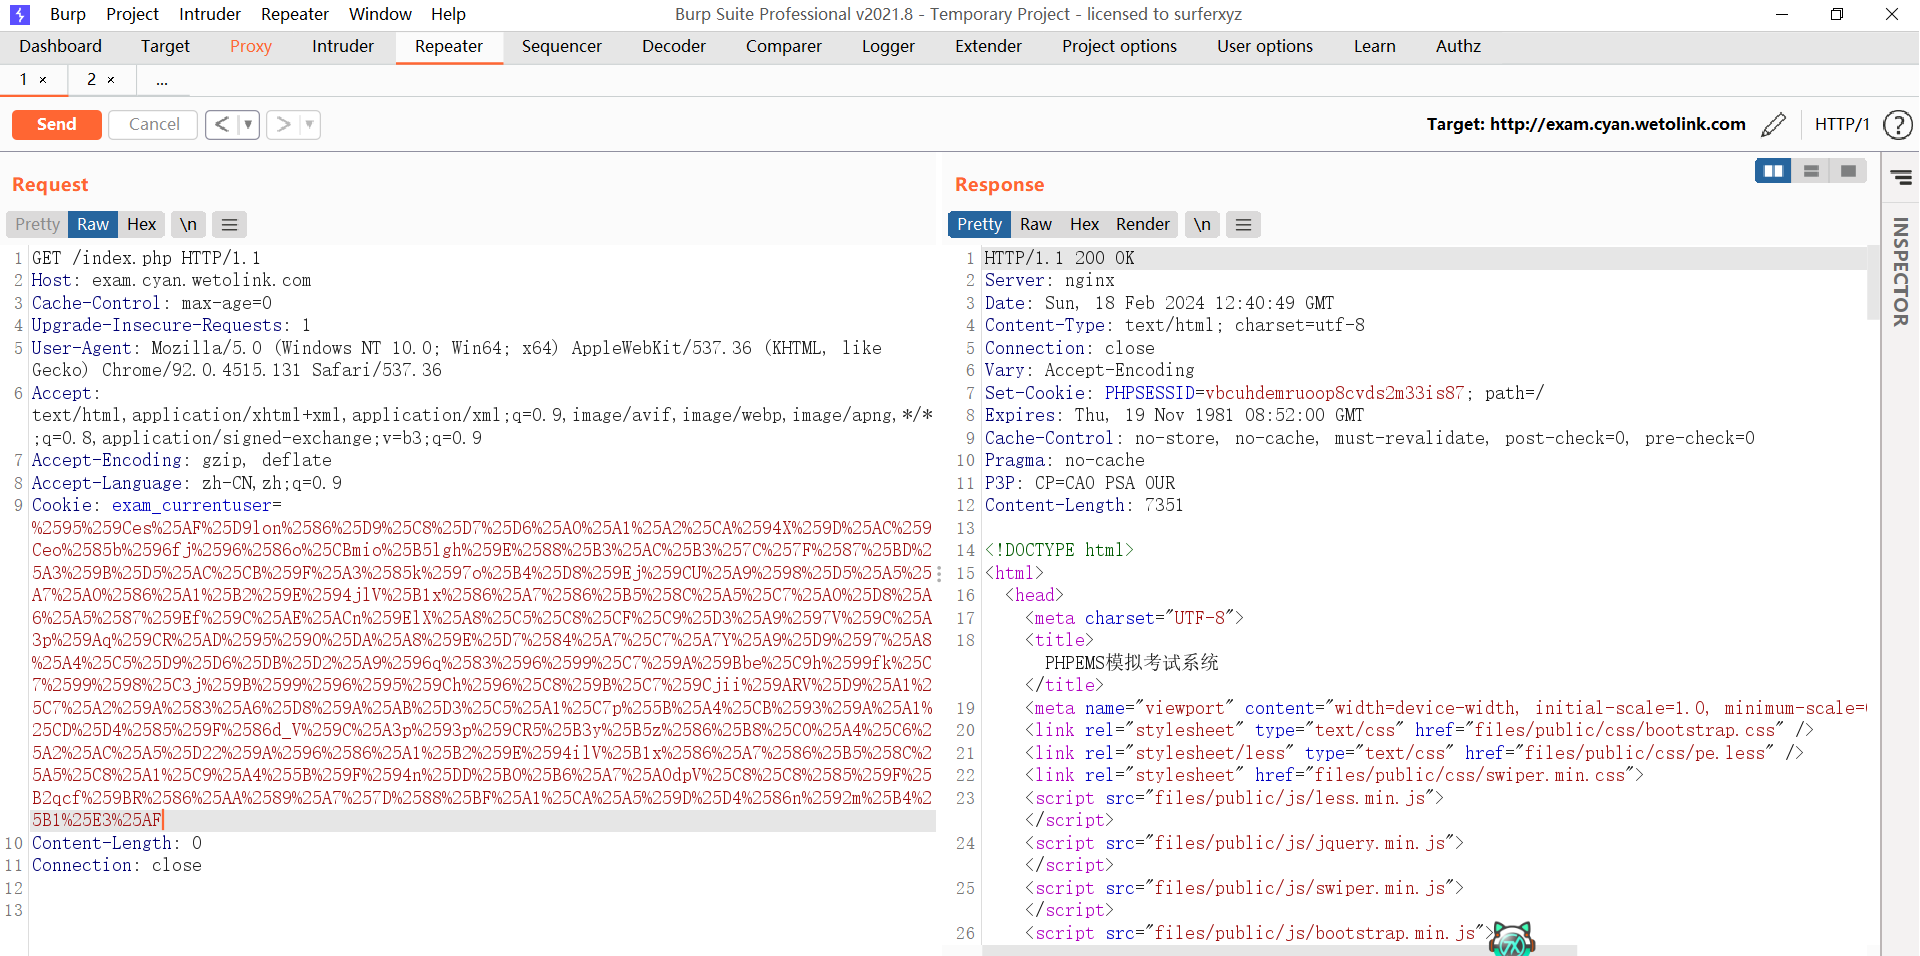 Burp Project Intruder Repeater Window Help Burp Suite Professional v2021.8 - Temporary Project - licensed to surferxyz
Dashboard Target Proxy Intruder Repeater Sequencer Decoder Comparer Logger Extender Project options User options Learn Authz
1 × 2 × ...
Send Cancel < > Target: http://exam.cyan.wetolink.com HTTP/1 ?
Request
Pretty Raw Hex \n
1 GET /index.php HTTP/1.1
2 Host: exam.cyan.wetolink.com
3 Cache-Control: max-age=0
4 Upgrade-Insecure-Requests: 1
5 User-Agent: Mozilla/5.0 (Windows NT 10.0; Win64; x64) AppleWebKit/537.36 (KHTML, like
Gecko) Chrome/92.0.4515.131 Safari/537.36
6 Accept:
text/html,application/xhtml+xml,application/xml;q=0.9,image/avif,image/webp,image/apng,*/*
;q=0.8,application/signed-exchange;v=b3;q=0.9
7 Accept-Encoding: gzip, deflate
8 Accept-Language: zh-CN,zh;q=0.9
9 Cookie: exam_currentuser=
%2595%259Ces%25AF%25D9lon%2586%25D9%25C8%25D7%25D6%25A0%25A1%25A2%25CA%2594X%259D%25AC%259
Ceo%2585b%2596fj%2596%2586o%25CBmio%25B5lgh%259E%2588%25B3%25AC%25B3%257C%257F%2587%25BD%2
5A3%259B%25D5%25AC%25CB%259F%25A3%2585k%2597o%25B4%25D8%259Ej%259CU%25A9%2598%25D5%25A5%25
A7%25A0%2586%25A1%25B2%259E%2594jlV%25B1x%2586%25A7%2586%25B5%258C%25A5%25C7%25A0%25D8%25A
6%25A5%2587%259Ef%259C%25AE%25ACn%259ElX%25A8%25C5%25C8%25CF%25C9%25D3%25A9%2597V%259C%25A
3p%259Aq%259CR%25AD%2595%2590%25DA%25A8%259E%25D7%2584%25A7%25C7%25A7Y%25A9%25D9%2597%25A8
%25A4%25C5%25D9%25D6%25DB%25D2%25A9%2596q%2583%2596%2599%25C7%259A%259Bbe%25C9h%2599fk%25C
7%2599%2598%25C3j%259B%2599%2596%2595%259Ch%2596%25C8%259B%25C7%259Cjii%259ARV%25D9%25A1%2
5C7%25A2%259A%2583%25A6%25D8%259A%25AB%25D3%25C5%25A1%25C7p%255B%25A4%25CB%2593%259A%25A1%
25CD%25D4%2585%259F%2586d_V%259C%25A3p%2593p%259CR5%25B3y%25B5z%2586%25B8%25C0%25A4%25C6%2
5A2%25AC%25A5%25D22%259A%2596%2586%25A1%25B2%259E%2594ilV%25B1x%2586%25A7%2586%25B5%258C%2
5A5%25C8%25A1%25C9%25A4%255B%259F%2594n%25DD%25B0%25B6%25A7%25A0dpV%25C8%25C8%2585%259F%25
B2qcf%259BR%2586%25AA%2589%25A7%257D%2588%25BF%25A1%25CA%25A5%259D%25D4%2586n%2592m%25B4%2
5B1%25E3%25AF
10 Content-Length: 0
11 Connection: close
12
13
Response
Pretty Raw Hex Render \n
1 HTTP/1.1 200 OK
2 Server: nginx
3 Date: Sun, 18 Feb 2024 12:40:49 GMT
4 Content-Type: text/html; charset=utf-8
5 Connection: close
6 Vary: Accept-Encoding
7 Set-Cookie: PHPSESSID=vbcuhdemruoop8cvds2m33is87; path=/
8 Expires: Thu, 19 Nov 1981 08:52:00 GMT
9 Cache-Control: no-store, no-cache, must-revalidate, post-check=0, pre-check=0
10 Pragma: no-cache
11 P3P: CP=CAO PSA OUR
12 Content-Length: 7351
13
14 <!DOCTYPE html>
15 <html>
16 <head>
17 <meta charset="UTF-8">
18 <title>
PHPEMS模拟考试系统
</title>
19 <meta name="viewport" content="width=device-width, initial-scale=1.0, minimum-scale=
20 <link rel="stylesheet" type="text/css" href="files/public/css/bootstrap.css" />
21 <link rel="stylesheet/less" type="text/css" href="files/public/css/pe.less" />
22 <link rel="stylesheet" href="files/public/css/swiper.min.css">
23 <script src="files/public/js/less.min.js">
</script>
24 <script src="files/public/js/jquery.min.js">
</script>
25 <script src="files/public/js/swiper.min.js">
</script>
26 <script src="files/public/js/bootstrap.min.js">
INSPECTOR